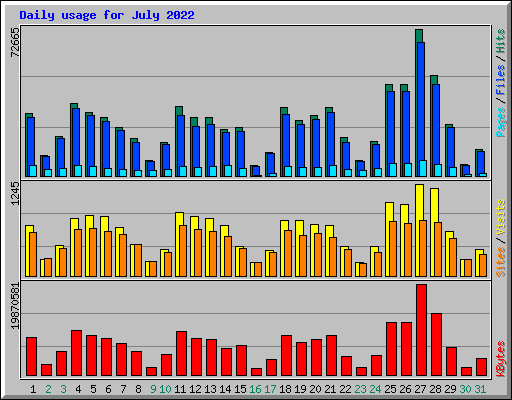 Daily usage for July 2022
72665
Pages / Files / Hits
1245
Sites / Visits
19870581
KBytes
1 2 3 4 5 6 7 8 9 10 11 12 13 14 15 16 17 18 19 20 21 22 23 24 25 26 27 28 29 30 31